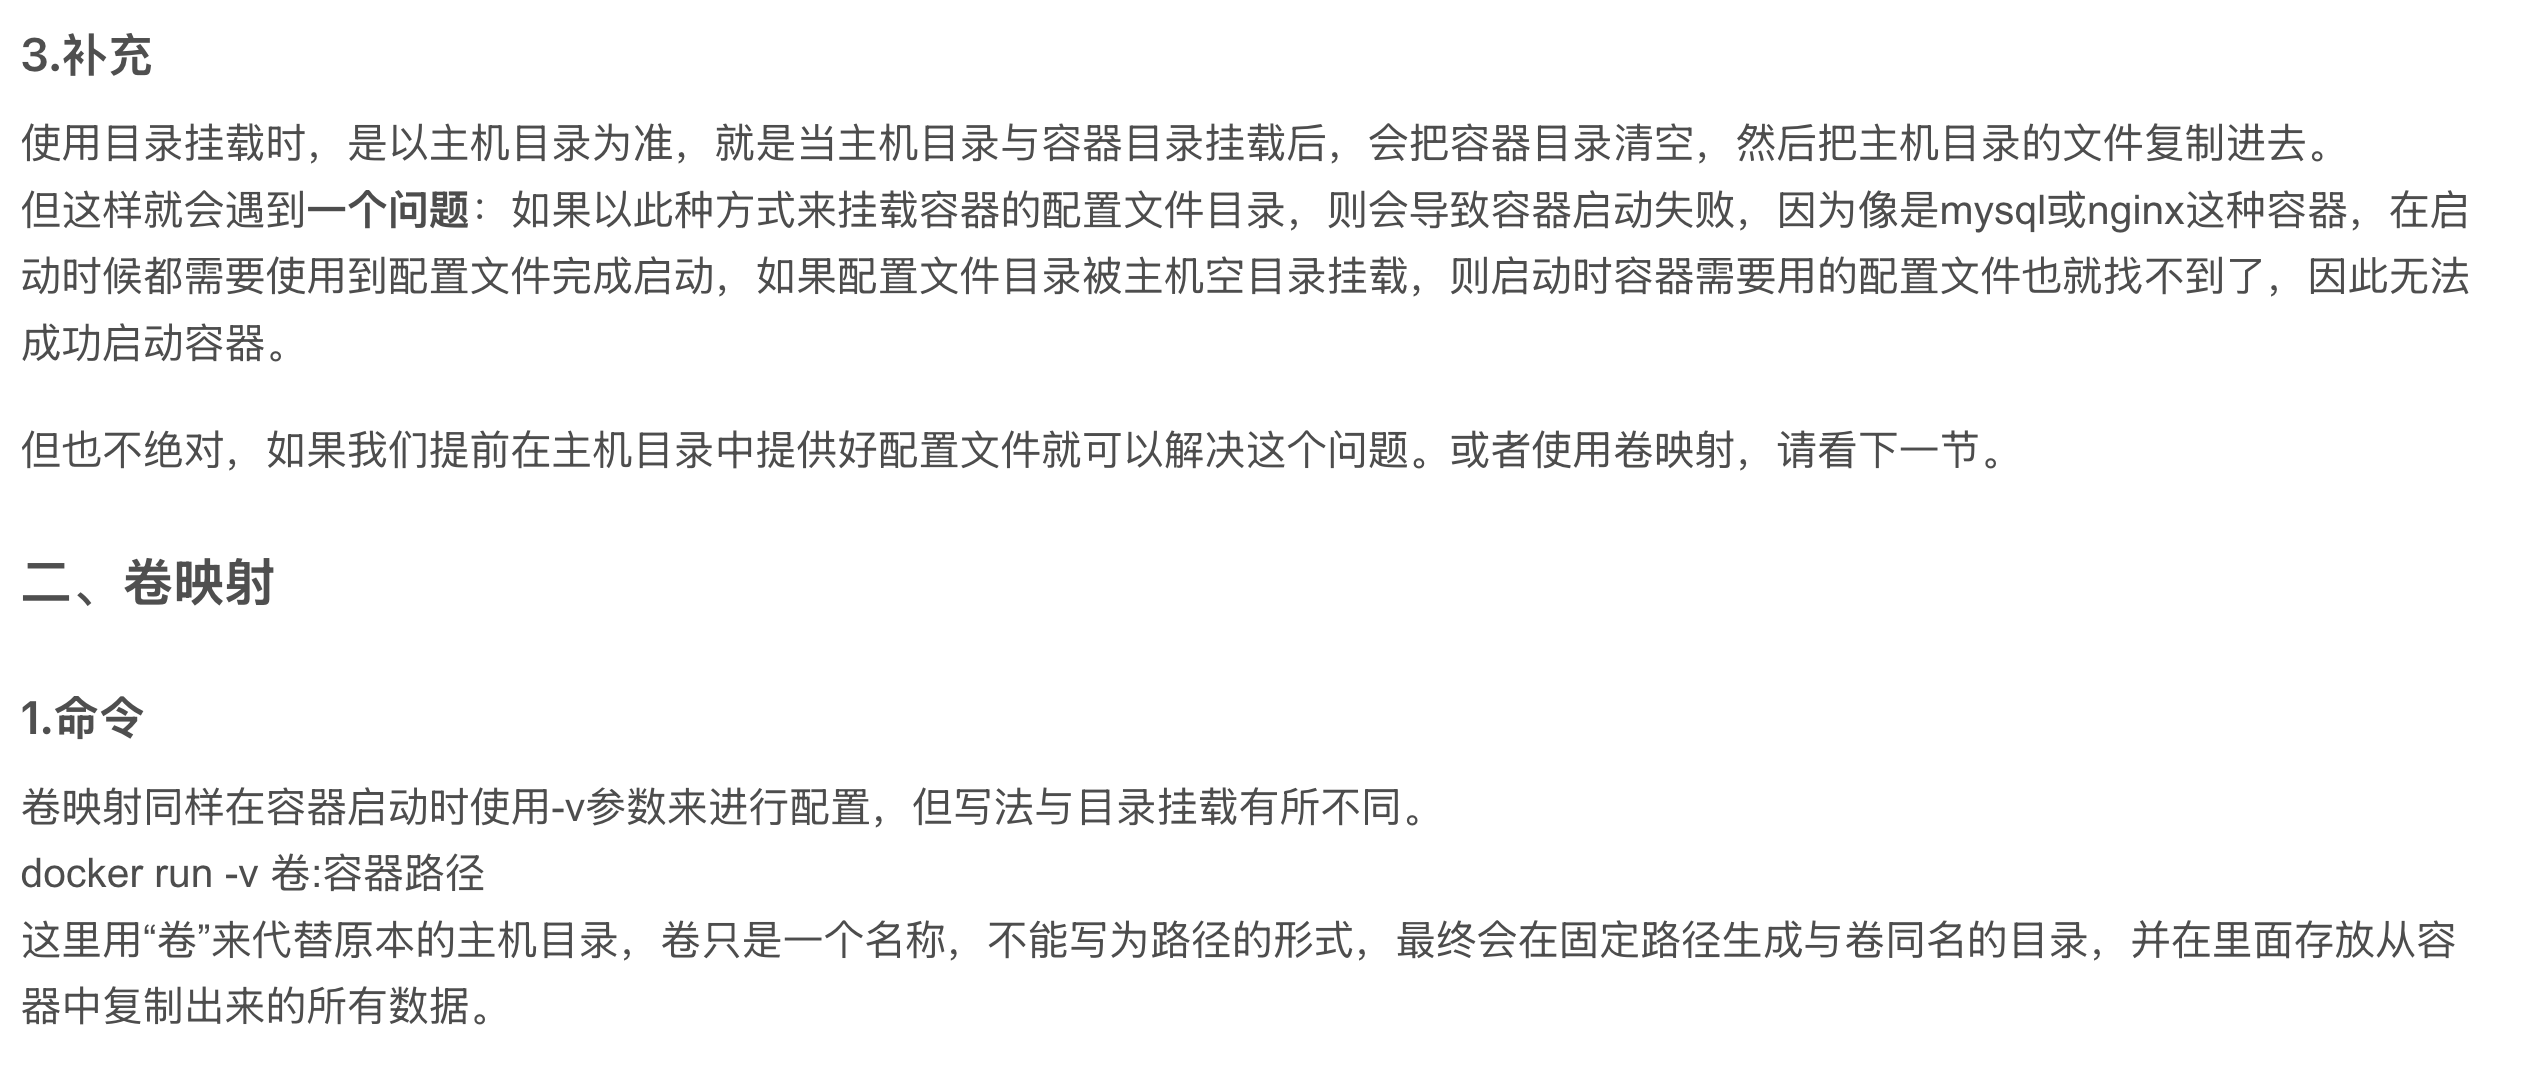 3.补充
使用目录挂载时，是以主机目录为准，就是当主机目录与容器目录挂载后，会把容器目录清空，然后把主机目录的文件复制进去。
但这样就会遇到一个问题：如果以此种方式来挂载容器的配置文件目录，则会导致容器启动失败，因为像是mysql或nginx这种容器，在启
动时候都需要使用到配置文件完成启动，如果配置文件目录被主机空目录挂载，则启动时容器需要用的配置文件也就找不到了，因此无法
成功启动容器。
但也不绝对，如果我们提前在主机目录中提供好配置文件就可以解决这个问题。或者使用卷映射，请看下一节。
二、卷映射
1.命令
卷映射同样在容器启动时使用-v参数来进行配置，但写法与目录挂载有所不同。
docker run -v 卷:容器路径
这里用“卷”来代替原本的主机目录，卷只是一个名称，不能写为路径的形式，最终会在固定路径生成与卷同名的目录，并在里面存放从容
器中复制出来的所有数据。